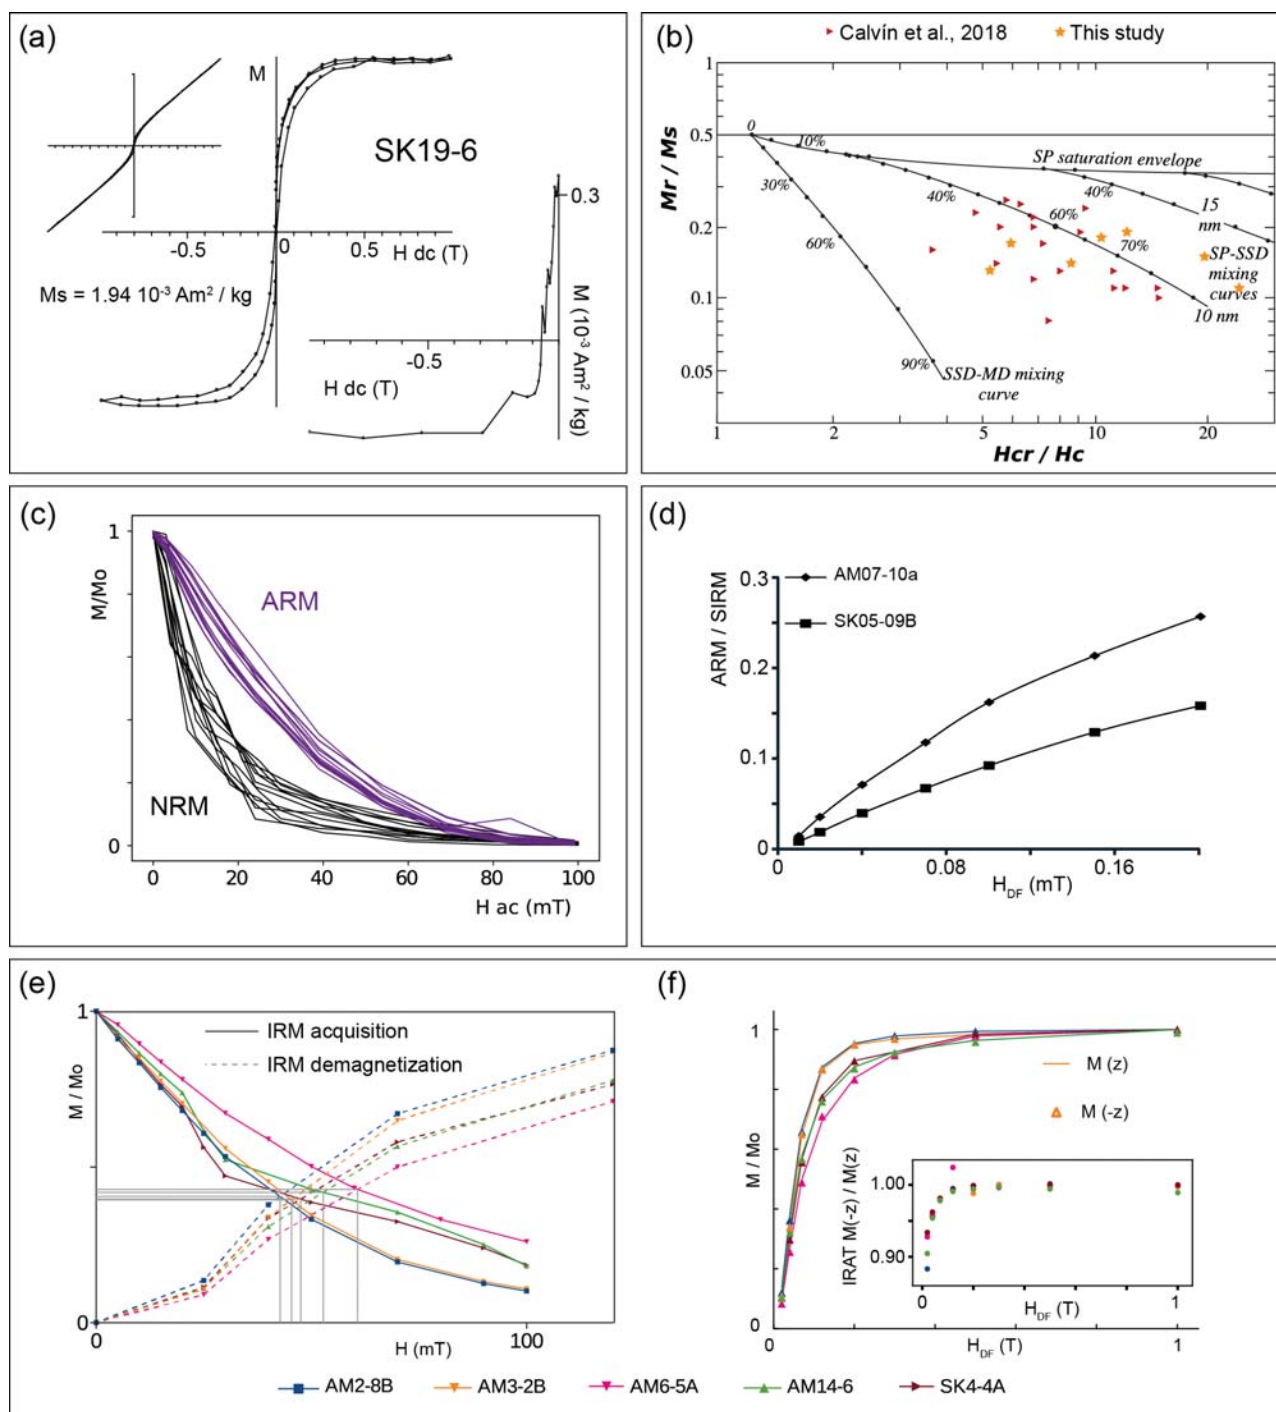 (a)
M
SK19-6
-0.5
0
0.5
H dc (T)
Ms = 1.94 10-3 Am2 / kg
0.3
-0.5
H dc (T)
M (10-3 Am2 / kg)
(b)
Calvín et al., 2018
This study
1
0.5
0.2
0.1
0.05
Mr / Ms
0
10%
SP saturation envelope
30%
40%
40%
15
nm
60%
60%
70%
SP-SSD
mixing
curves
10 nm
90%
SSD-MD mixing
curve
1
2
5
10
20
Hcr / Hc
(c)
1
M/Mo
ARM
NRM
0
0
20
40
60
80
100
H ac (mT)
(d)
0.3
AM07-10a
SK05-09B
ARM / SIRM
0.2
0.1
0
0
0.08
0.16
HDF (mT)
(e)
1
IRM acquisition
IRM demagnetization
M / Mo
0
0
100
H (mT)
(f)
1
M (z)
M (-z)
M / Mo
1.00
0.90
IRAT M(-z) / M(z)
0
1
HDF (T)
0
1
HDF (T)
AM2-8B
AM3-2B
AM6-5A
AM14-6
SK4-4A